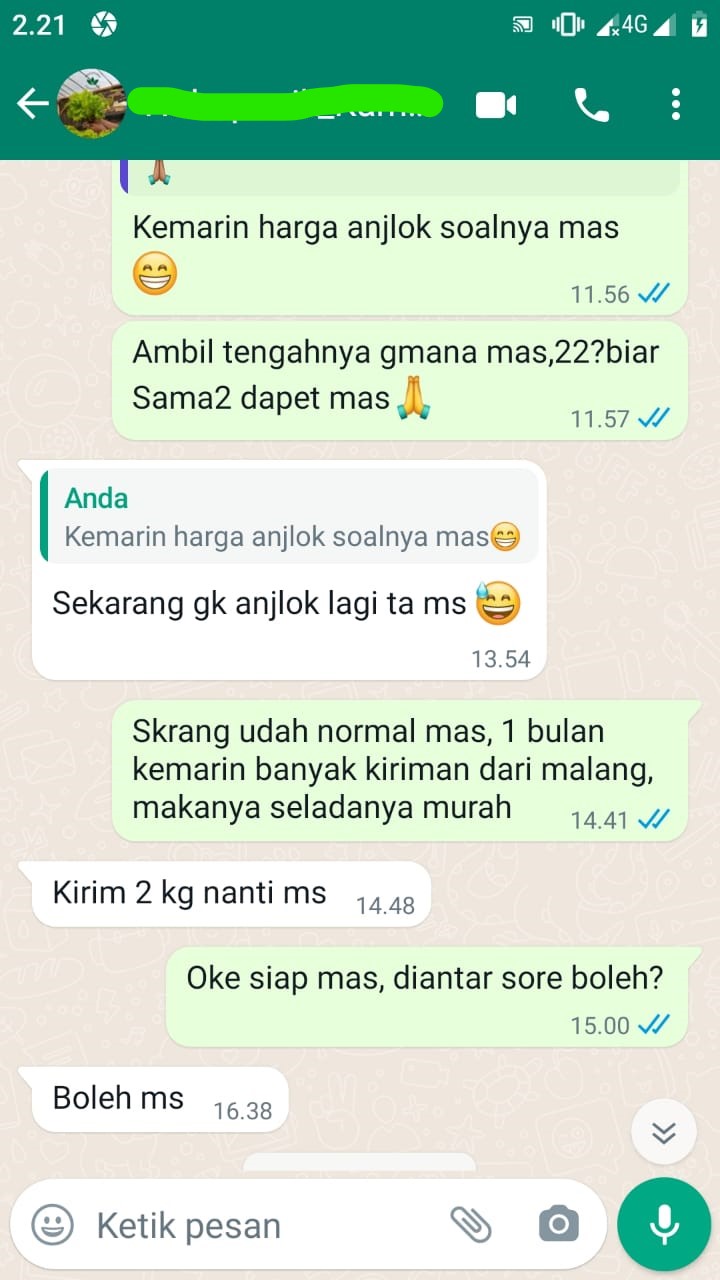 2.21
4G
Kemarin harga anjlok soalnya mas
😁
11.56
Ambil tengahnya gmana mas,22?biar
Sama2 dapet mas🙏
11.57
Anda
Kemarin harga anjlok soalnya mas😁
Sekarang gk anjlok lagi ta ms 😅
13.54
Skrang udah normal mas, 1 bulan
kemarin banyak kiriman dari malang,
makanya seladanya murah
14.41
Kirim 2 kg nanti ms
14.48
Oke siap mas, diantar sore boleh?
15.00
Boleh ms
16.38
Ketik pesan